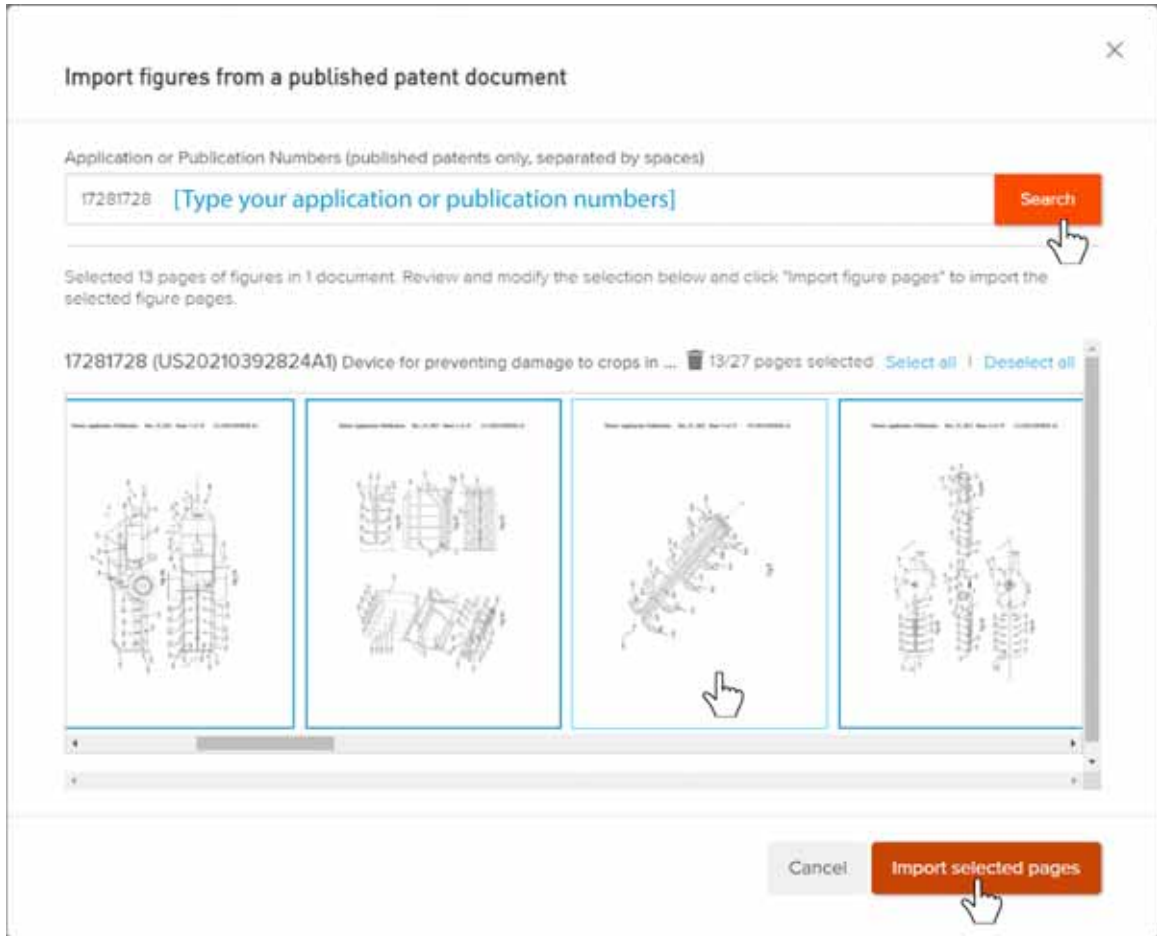 Import figures from a published patent document
Application or Publication Numbers (published patents only, separated by spaces)
17281728 [Type your application or publication numbers]
Search
Selected 13 pages of figures in 1 document. Review and modify the selection below and click "Import figure pages" to import the
selected figure pages.
17281728 (US20210392824A1) Device for preventing damage to crops in ... 13/27 pages selected Select all | Deselect all
Cancel
Import selected pages